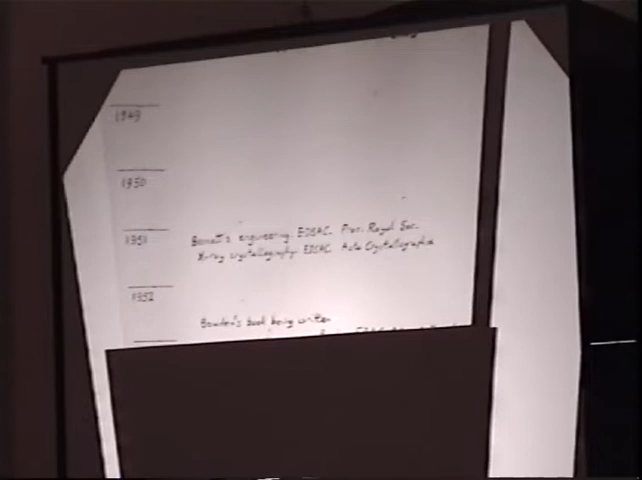 1949
1950
1951
Bennett's engineering. EDSAC. Proc. Royal Soc.
X-ray crystallography. EDSAC. Acta Crystallographica
1952
Bowden's book being written